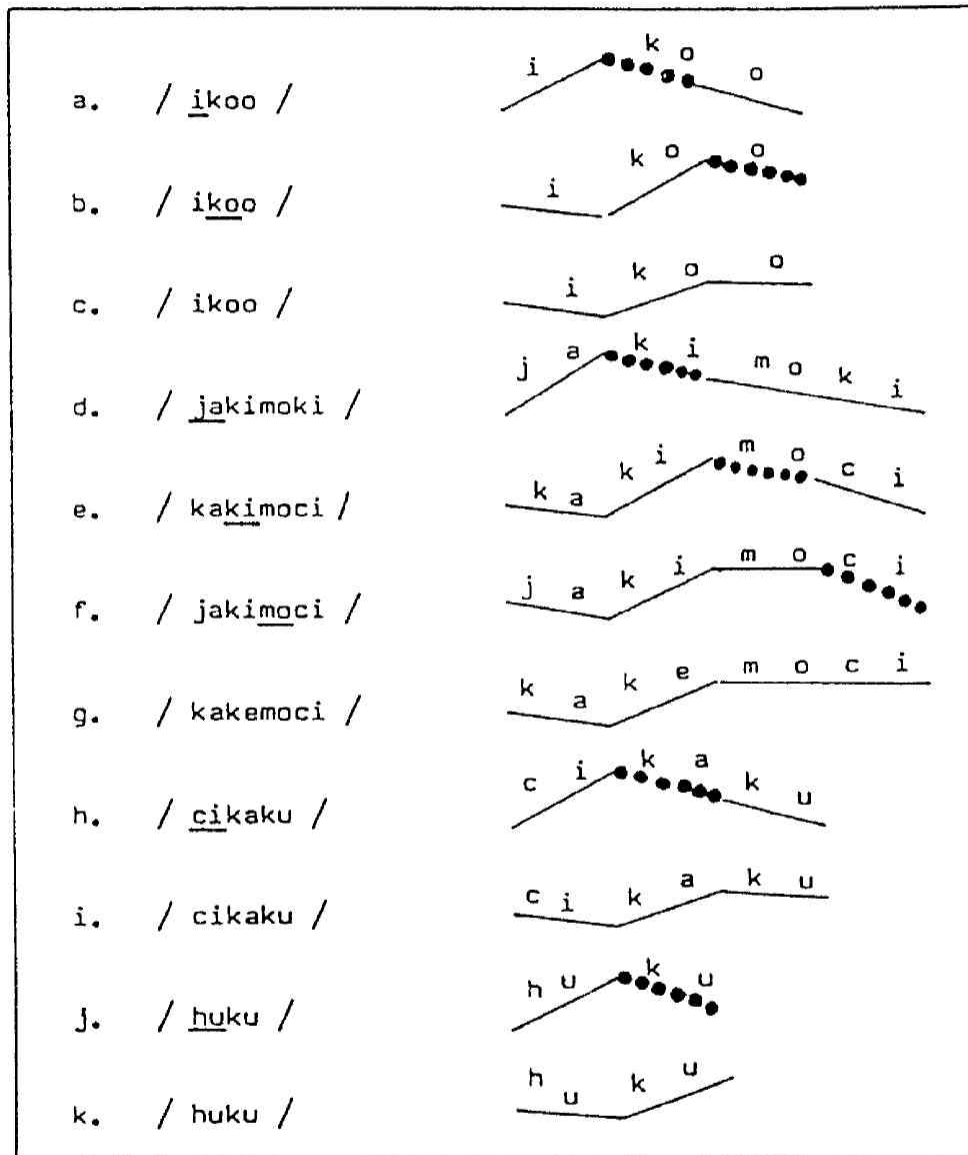 a. / ikoo / i k o o
b. / ikoo / i k o o
c. / ikoo / i k o o
d. / jakimoki / j a k i m o k i
e. / kakimoci / k a k i m o c i
f. / jakimoci / j a k i m o c i
g. / kakemoci / k a k e m o c i
h. / cikaku / c i k a k u
i. / cikaku / c i k a k u
j. / huku / h u k u
k. / huku / h u k u